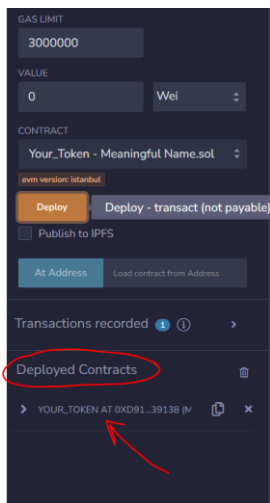 GAS LIMIT
3000000
VALUE
0 Wei
CONTRACT
Your_Token - Meaningful Name.sol
evm version: istanbul
Deploy Deploy - transact (not payable)
Publish to IPFS
At Address Load contract from Address
Transactions recorded 1 i
Deployed Contracts
YOUR_TOKEN AT 0XD91...39138 (M